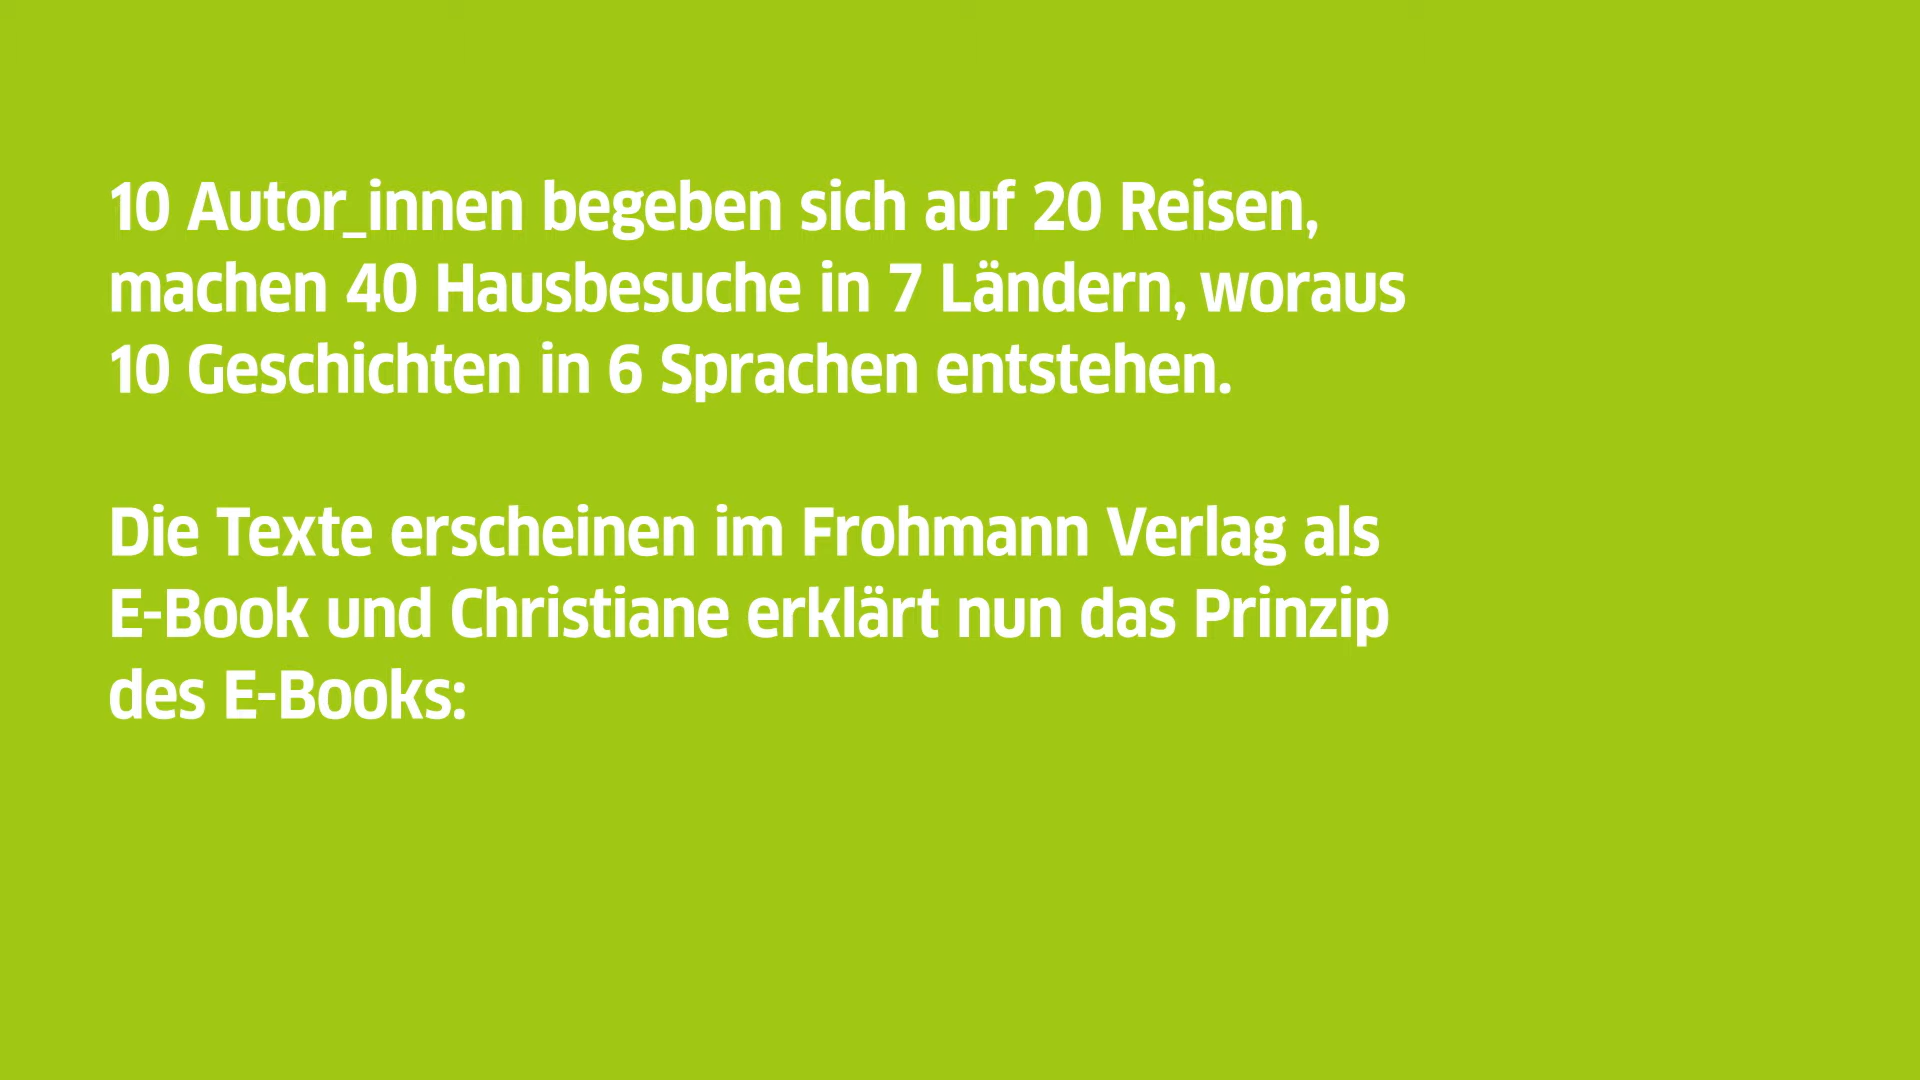 10 Autor_innen begeben sich auf 20 Reisen,
machen 40 Hausbesuche in 7 Ländern, woraus
10 Geschichten in 6 Sprachen entstehen.
Die Texte erscheinen im Frohmann Verlag als
E-Book und Christiane erklärt nun das Prinzip
des E-Books: